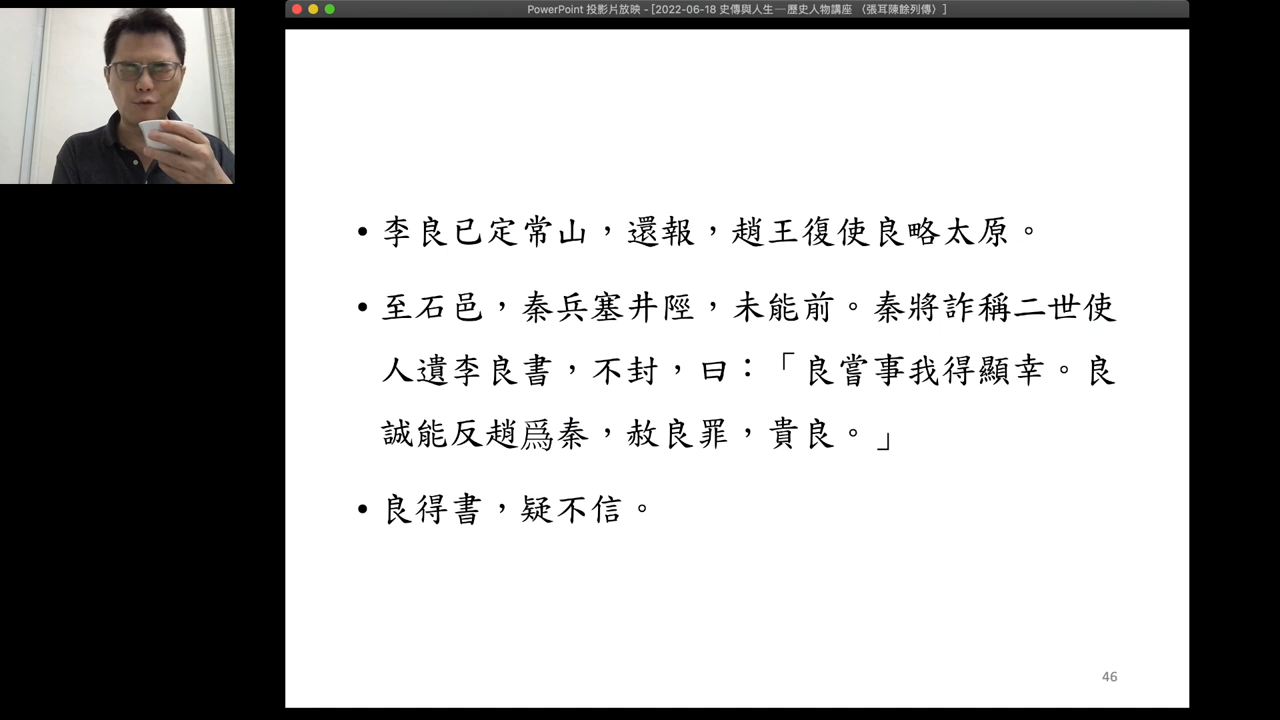 PowerPoint 投影片放映 - [2022-06-18 史傳與人生─歷史人物講座 〈張耳陳餘列傳〉]
• 李良已定常山，還報，趙王復使良略太原。
• 至石邑，秦兵塞井陘，未能前。秦將詐稱二世使
人遺李良書，不封，曰：「良嘗事我得顯幸。良
誠能反趙爲秦，赦良罪，貴良。」
• 良得書，疑不信。
46